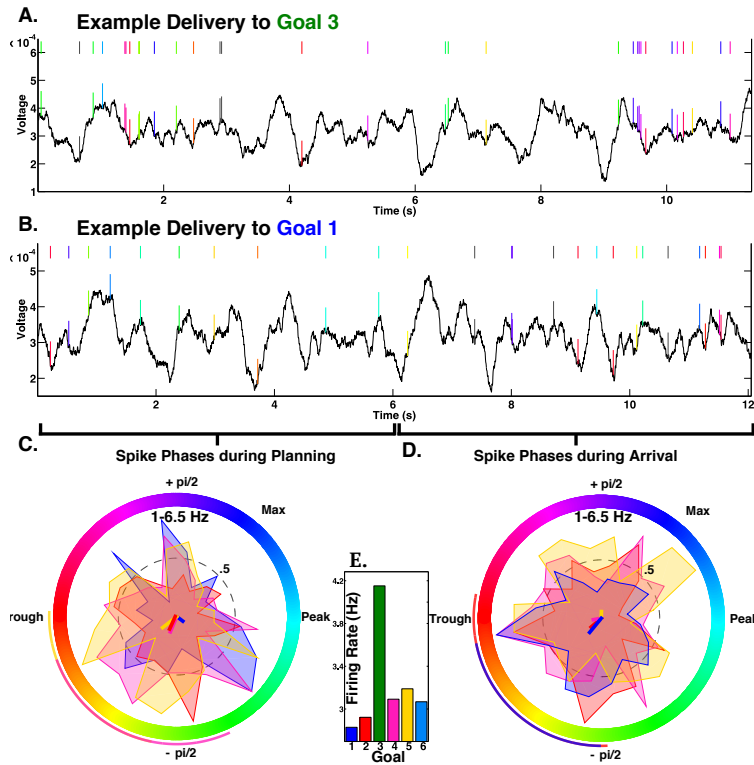 A. Example Delivery to Goal 3
x 10⁻⁴
6
5
4
3
2
1
Voltage
2 4 6 8 10
Time (s)
B. Example Delivery to Goal 1
x 10⁻⁴
5
4
3
2
Voltage
2 4 6 8 10 12
Time (s)
C. Spike Phases during Planning
+ pi/2
1-6.5 Hz
Max
.5
rough
Peak
- pi/2
E.
4.2
3.8
3.4
3
Firing Rate (Hz)
1 2 3 4 5 6
Goal
D. Spike Phases during Arrival
+ pi/2
1-6.5 Hz
Max
.5
Trough
Peak
- pi/2